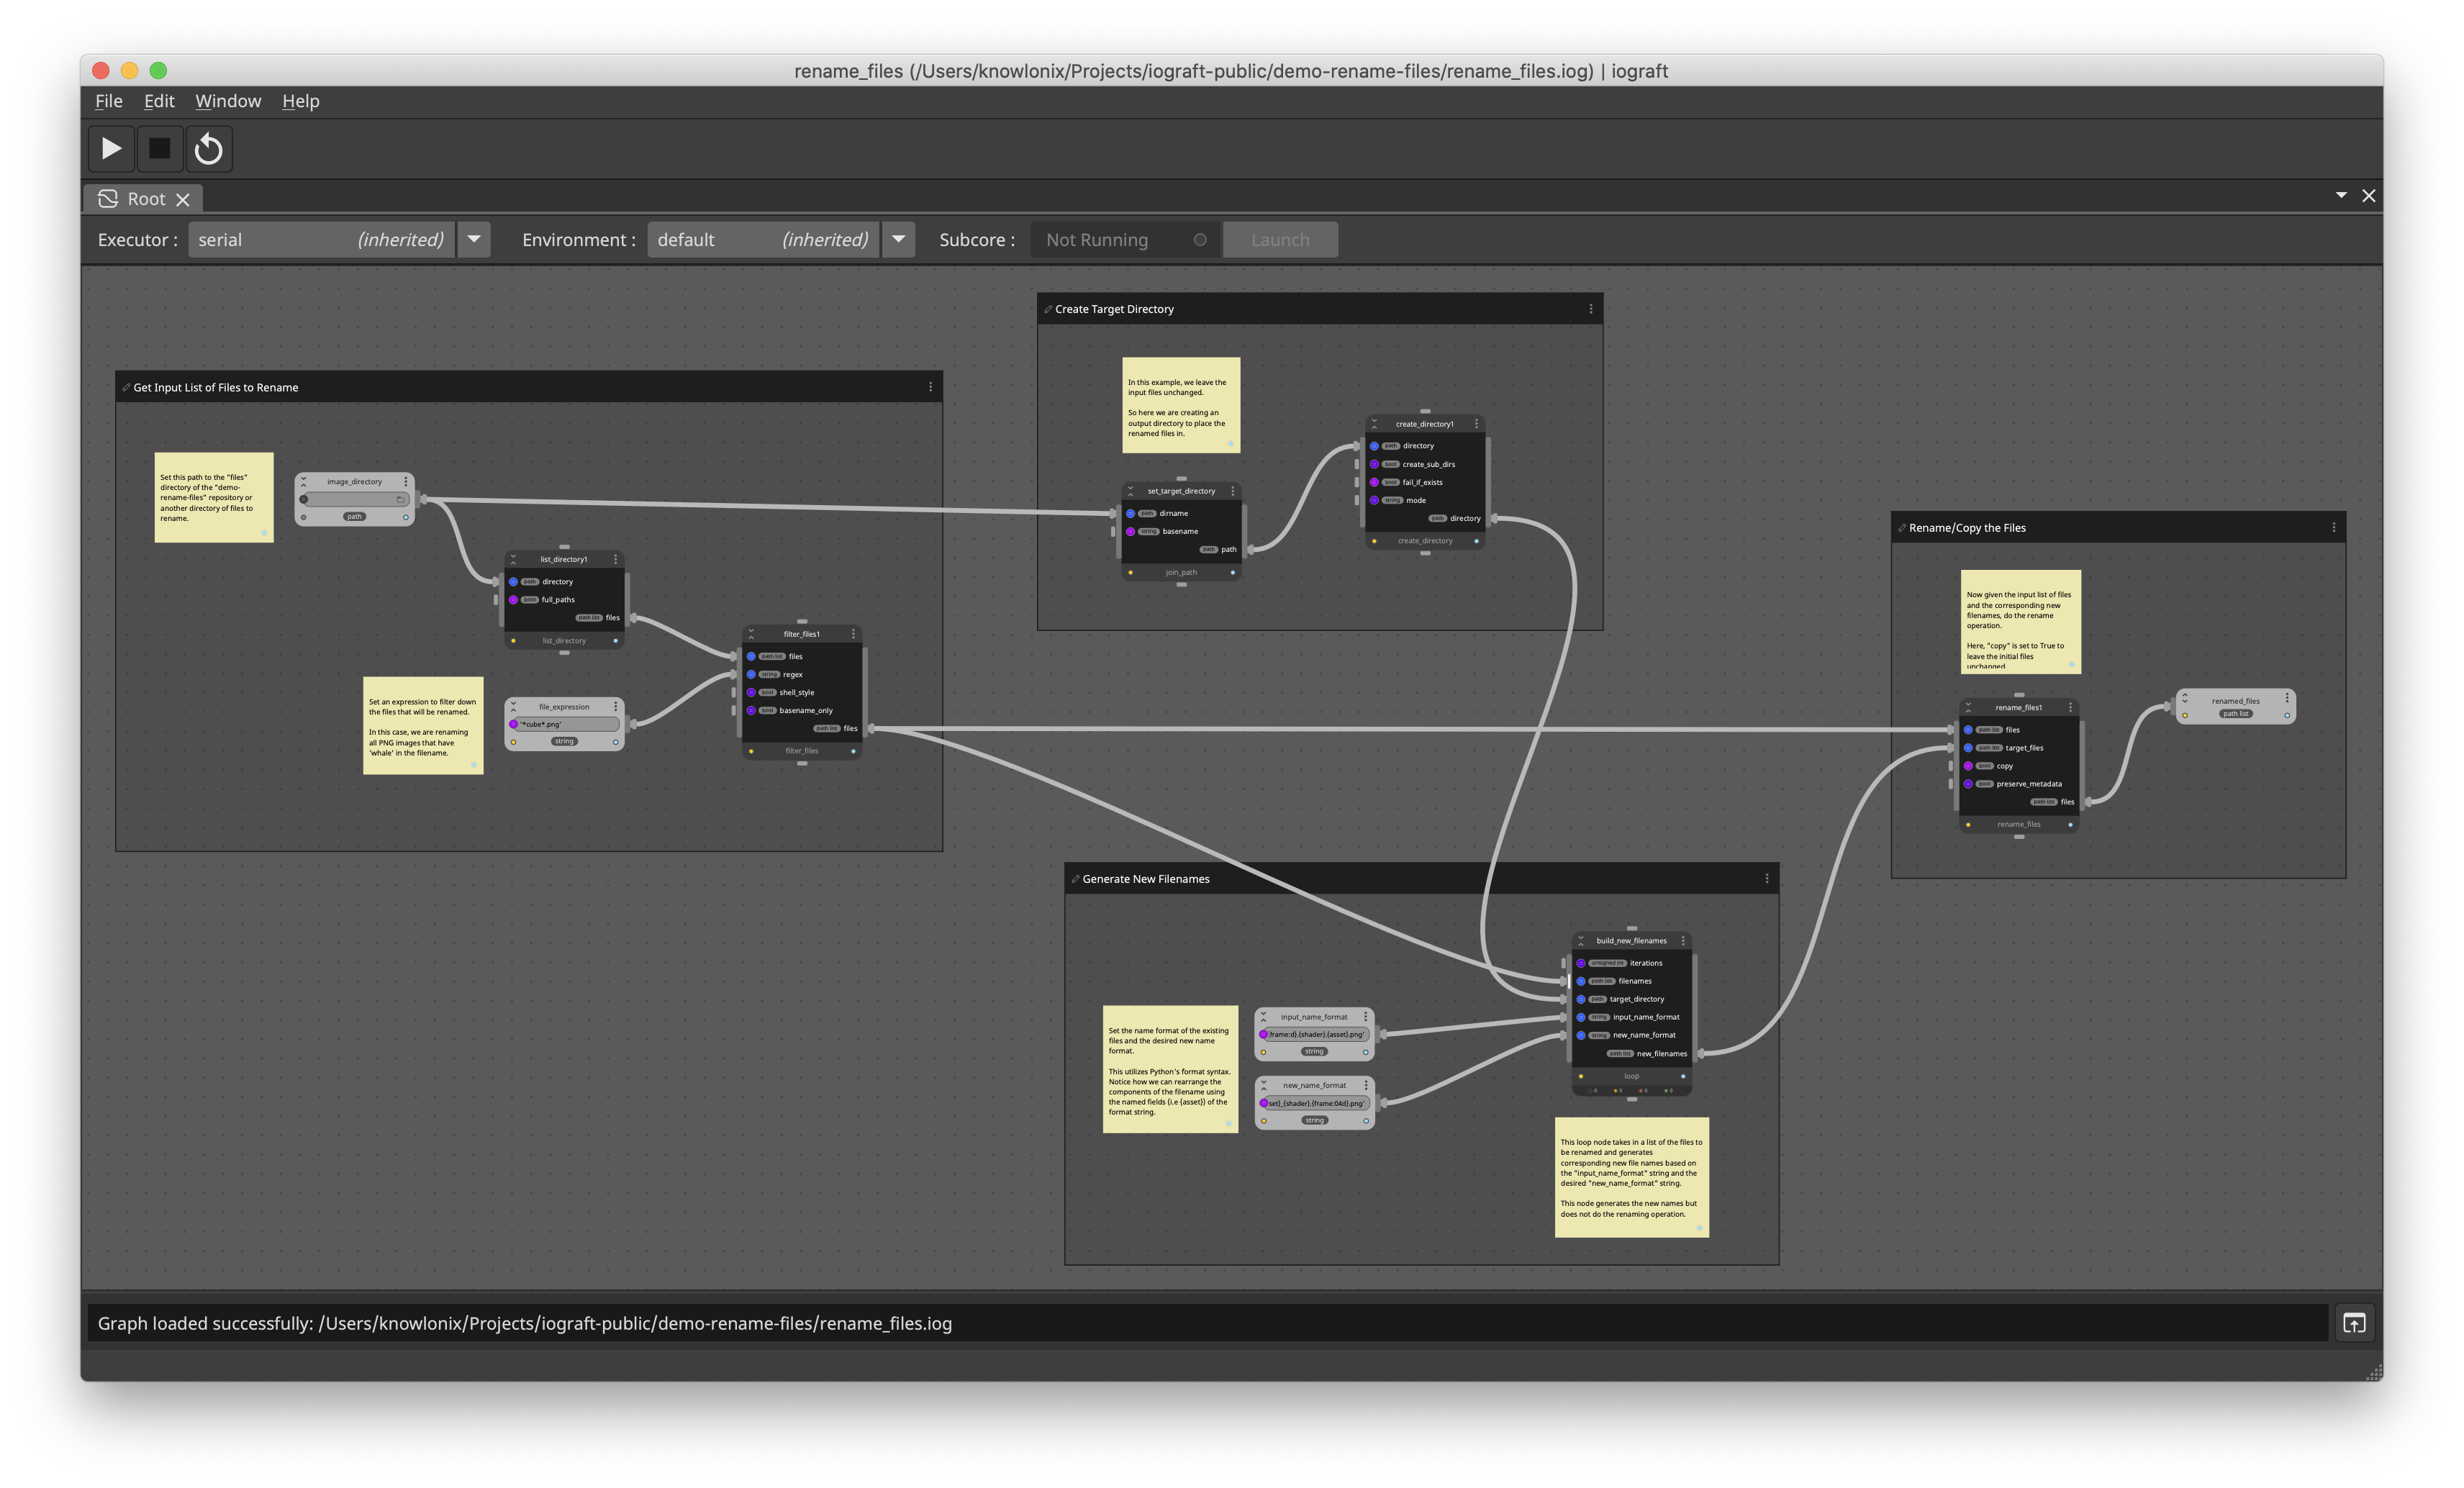 rename_files (/Users/knowlonix/Projects/iograft-public/demo-rename-files/rename_files.iog) | iograft
File Edit Window Help
Root
Executor : serial (inherited) Environment : default (inherited) Subcore : Not Running Launch
Create Target Directory
In this example, we leave the
input files unchanged.
So here we are creating an
output directory to place the
renamed files in.
set_target_directory
path dirname
string basename
path path
join_path
create_directory1
path directory
bool create_sub_dirs
bool fail_if_exists
string mode
path directory
create_directory
Get Input List of Files to Rename
Set this path to the "files"
directory of the "demo-
rename-files" repository or
another directory of files to
rename.
image_directory
path
list_directory1
path directory
bool full_paths
path list files
list_directory
Set an expression to filter down
the files that will be renamed.
In this case, we are renaming
all PNG images that have
'whale' in the filename.
file_expression
'*cube*.png'
string
filter_files1
path list files
string regex
bool shell_style
bool basename_only
path list files
filter_files
Rename/Copy the Files
Now given the input list of files
and the corresponding new
filenames, do the rename
operation.
Here, "copy" is set to True to
leave the initial files
unchanged
rename_files1
path list files
path list target_files
bool copy
bool preserve_metadata
path list files
rename_files
renamed_files
path list
Generate New Filenames
Set the name format of the existing
files and the desired new name
format.
This utilizes Python's format syntax.
Notice how we can rearrange the
components of the filename using
the named fields (i.e {asset}) of the
format string.
input_name_format
frame:d}.{shader}.{asset}.png'
string
new_name_format
set}_{shader}.{frame:04d}.png'
string
build_new_filenames
unsigned int iterations
path list filenames
path target_directory
string input_name_format
string new_name_format
path list new_filenames
loop
0 0 0 0
This loop node takes in a list of the files to
be renamed and generates
corresponding new file names based on
the "input_name_format" string and the
desired "new_name_format" string.
This node generates the new names but
does not do the renaming operation.
Graph loaded successfully: /Users/knowlonix/Projects/iograft-public/demo-rename-files/rename_files.iog